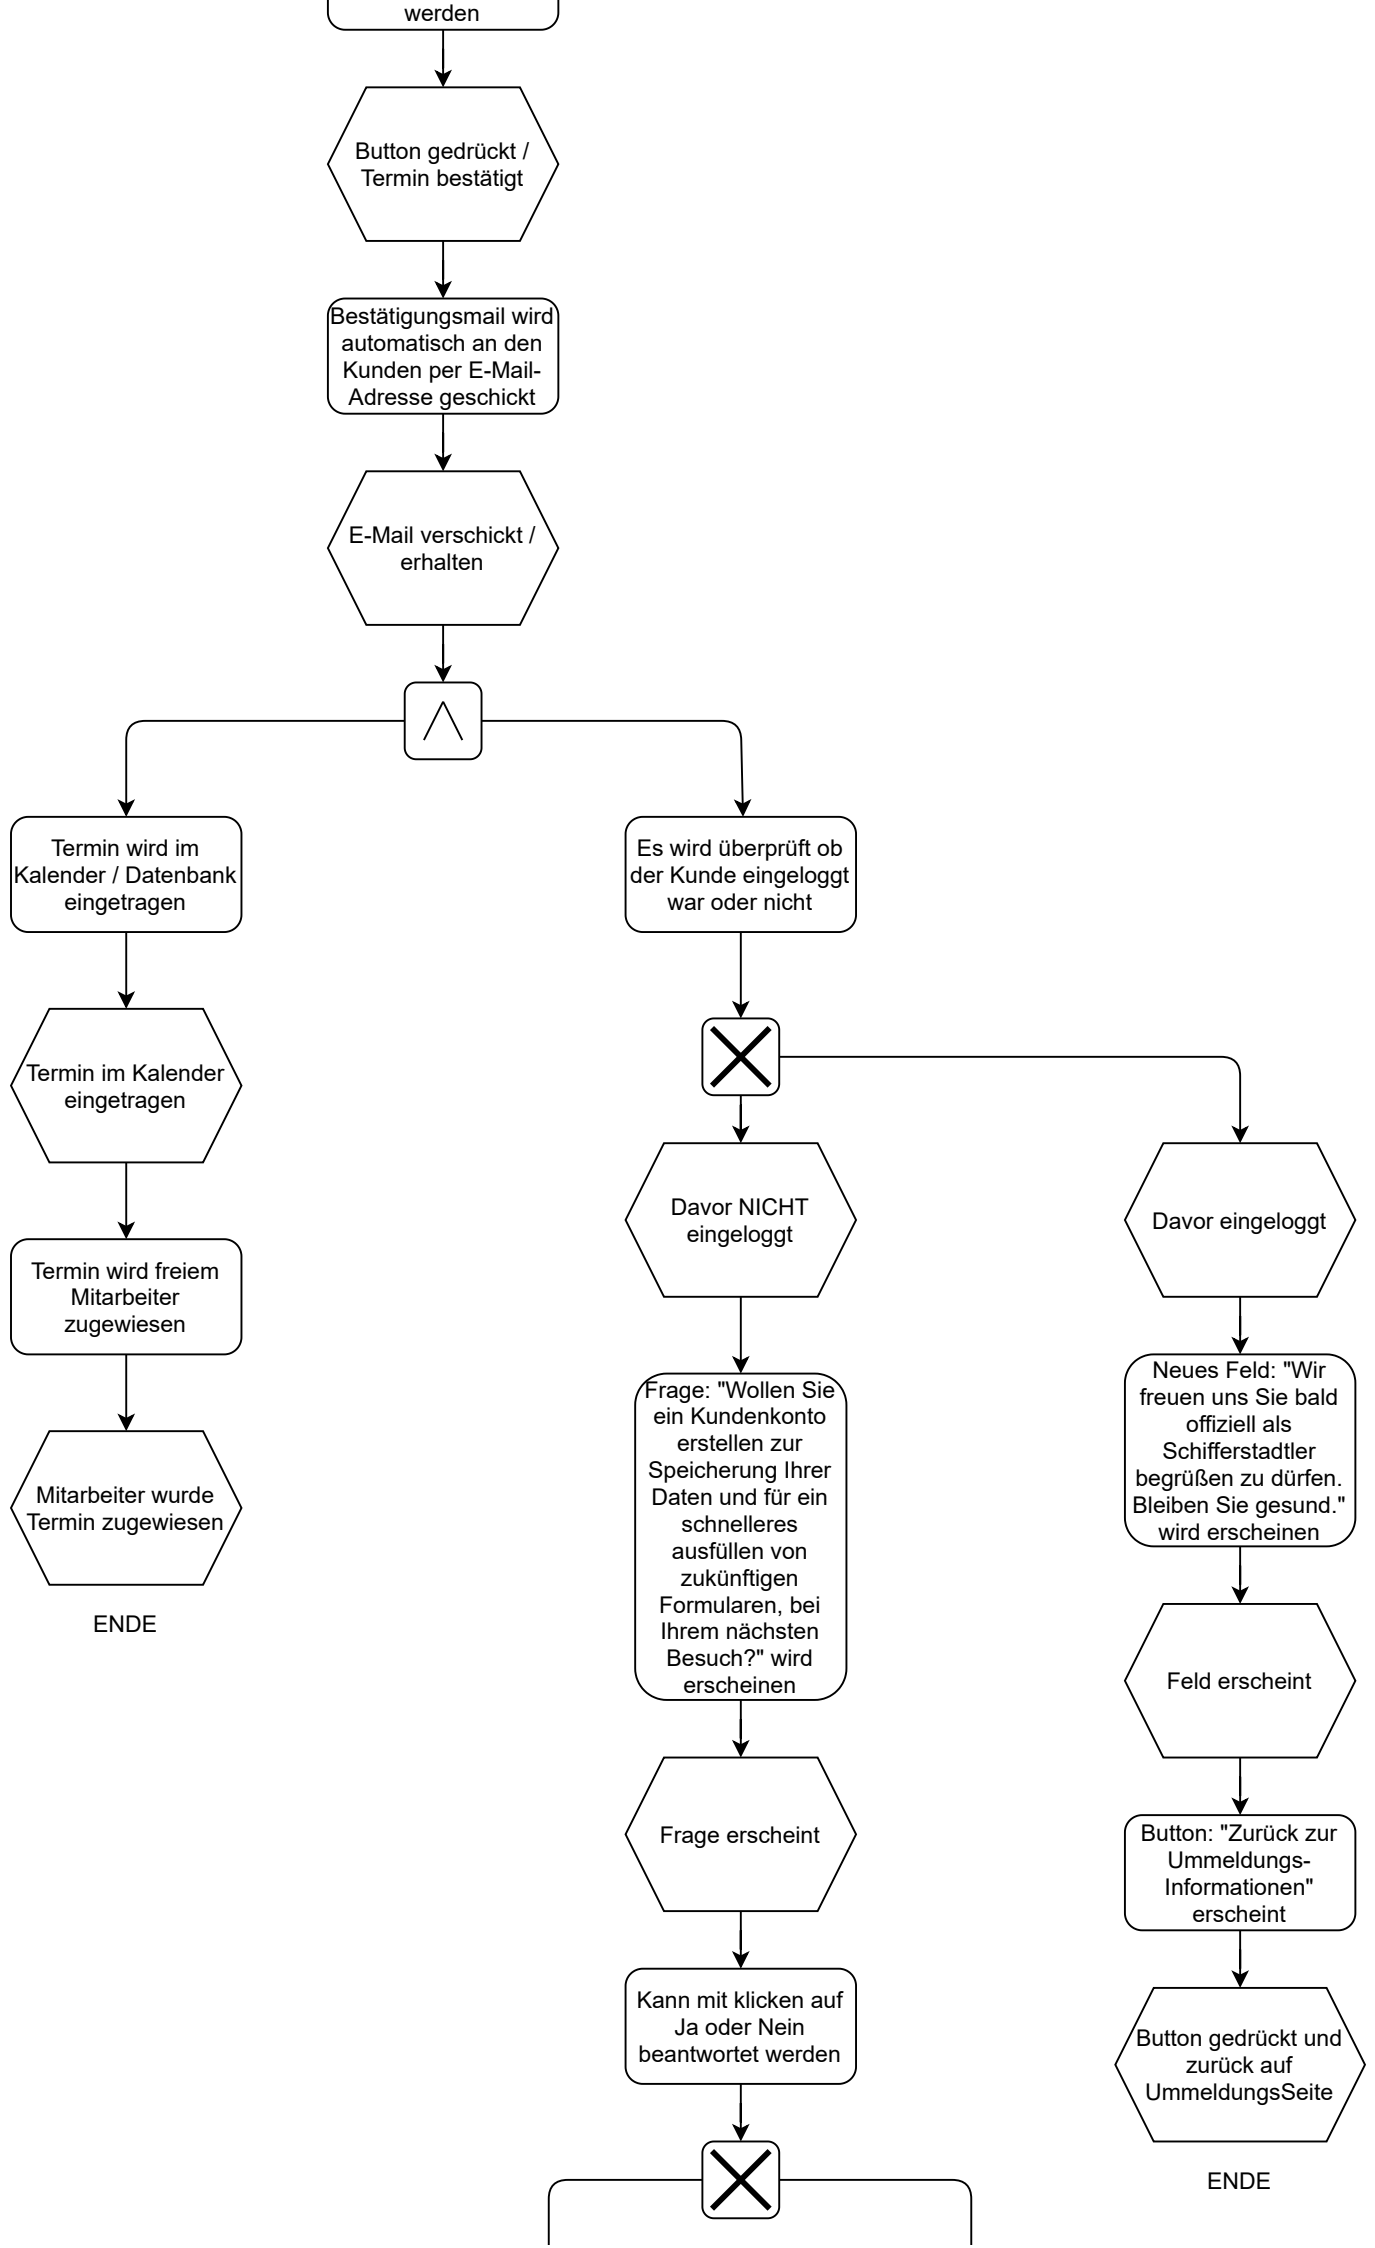 werden
Button gedrückt /
Termin bestätigt
Bestätigungsmail wird
automatisch an den
Kunden per E-Mail-
Adresse geschickt
E-Mail verschickt /
erhalten
Termin wird im
Kalender / Datenbank
eingetragen
Termin im Kalender
eingetragen
Termin wird freiem
Mitarbeiter
zugewiesen
Mitarbeiter wurde
Termin zugewiesen
ENDE
Es wird überprüft ob
der Kunde eingeloggt
war oder nicht
Davor NICHT
eingeloggt
Frage: "Wollen Sie
ein Kundenkonto
erstellen zur
Speicherung Ihrer
Daten und für ein
schnelleres
ausfüllen von
zukünftigen
Formularen, bei
Ihrem nächsten
Besuch?" wird
erscheinen
Frage erscheint
Kann mit klicken auf
Ja oder Nein
beantwortet werden
Davor eingeloggt
Neues Feld: "Wir
freuen uns Sie bald
offiziell als
Schifferstadtler
begrüßen zu dürfen.
Bleiben Sie gesund."
wird erscheinen
Feld erscheint
Button: "Zurück zur
Ummeldungs-
Informationen"
erscheint
Button gedrückt und
zurück auf
UmmeldungsSeite
ENDE